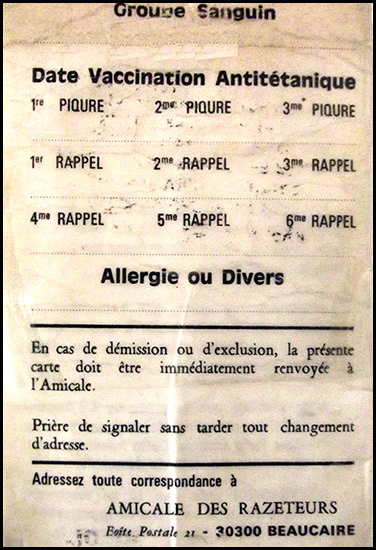 Groupe Sanguin
Date Vaccination Antitétanique
1re PIQURE 2me PIQURE 3me PIQURE
1er RAPPEL 2me RAPPEL 3me RAPPEL
4me RAPPEL 5me RAPPEL 6me RAPPEL
Allergie ou Divers
En cas de démission ou d'exclusion, la présente
carte doit être immédiatement renvoyée à
l'Amicale.
Prière de signaler sans tarder tout changement
d'adresse.
Adressez toute correspondance à
AMICALE DES RAZETEURS
Boîte Postale 21 - 30300 BEAUCAIRE